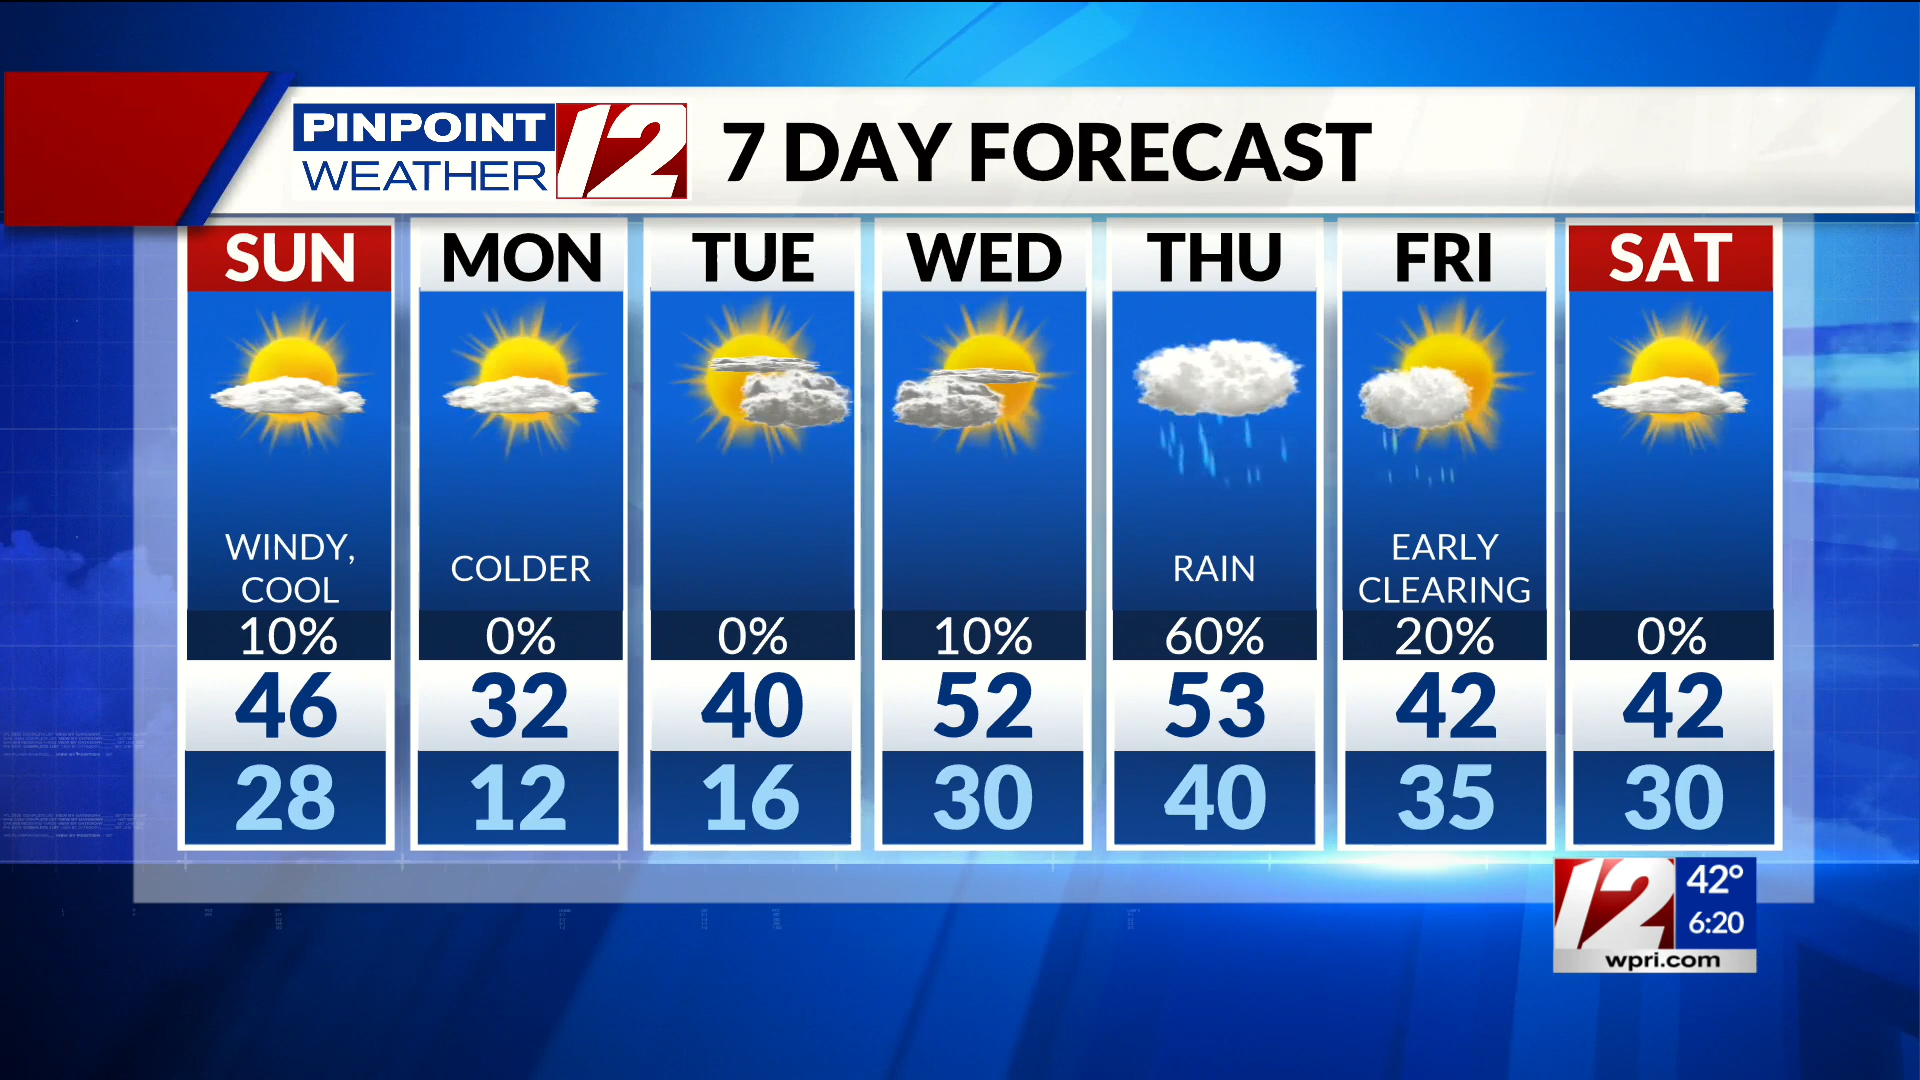 PINPOINT
WEATHER
12
7 DAY FORECAST
SUN MON TUE WED THU FRI SAT
WINDY,
COOL
COLDER
RAIN
EARLY
CLEARING
10% 0% 0% 10% 60% 20% 0%
46 32 40 52 53 42 42
28 12 16 30 40 35 30
12
42°
6:20
wpri.com